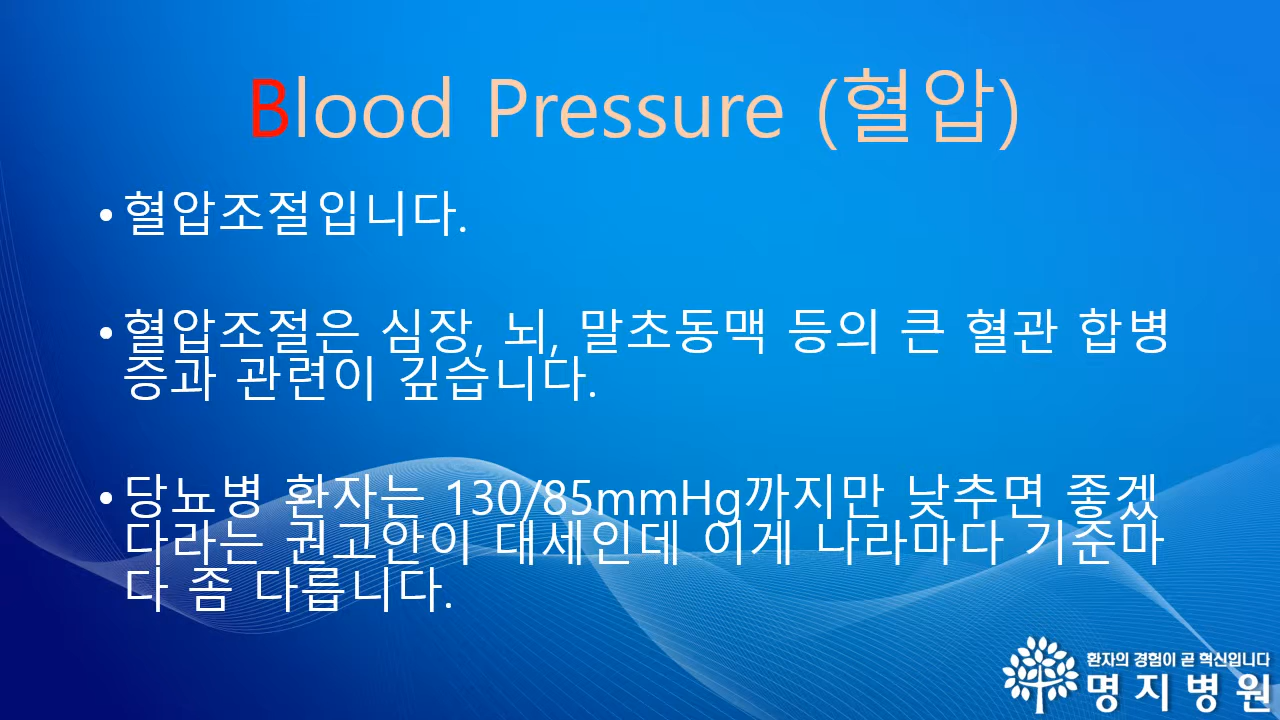 Blood Pressure (혈압)
• 혈압조절입니다.
• 혈압조절은 심장, 뇌, 말초동맥 등의 큰 혈관 합병
증과 관련이 깊습니다.
• 당뇨병 환자는 130/85mmHg까지만 낮추면 좋겠
다라는 권고안이 대세인데 이게 나라마다 기준마
다 좀 다릅니다.
환자의 경험이 곧 혁신입니다
명지병원